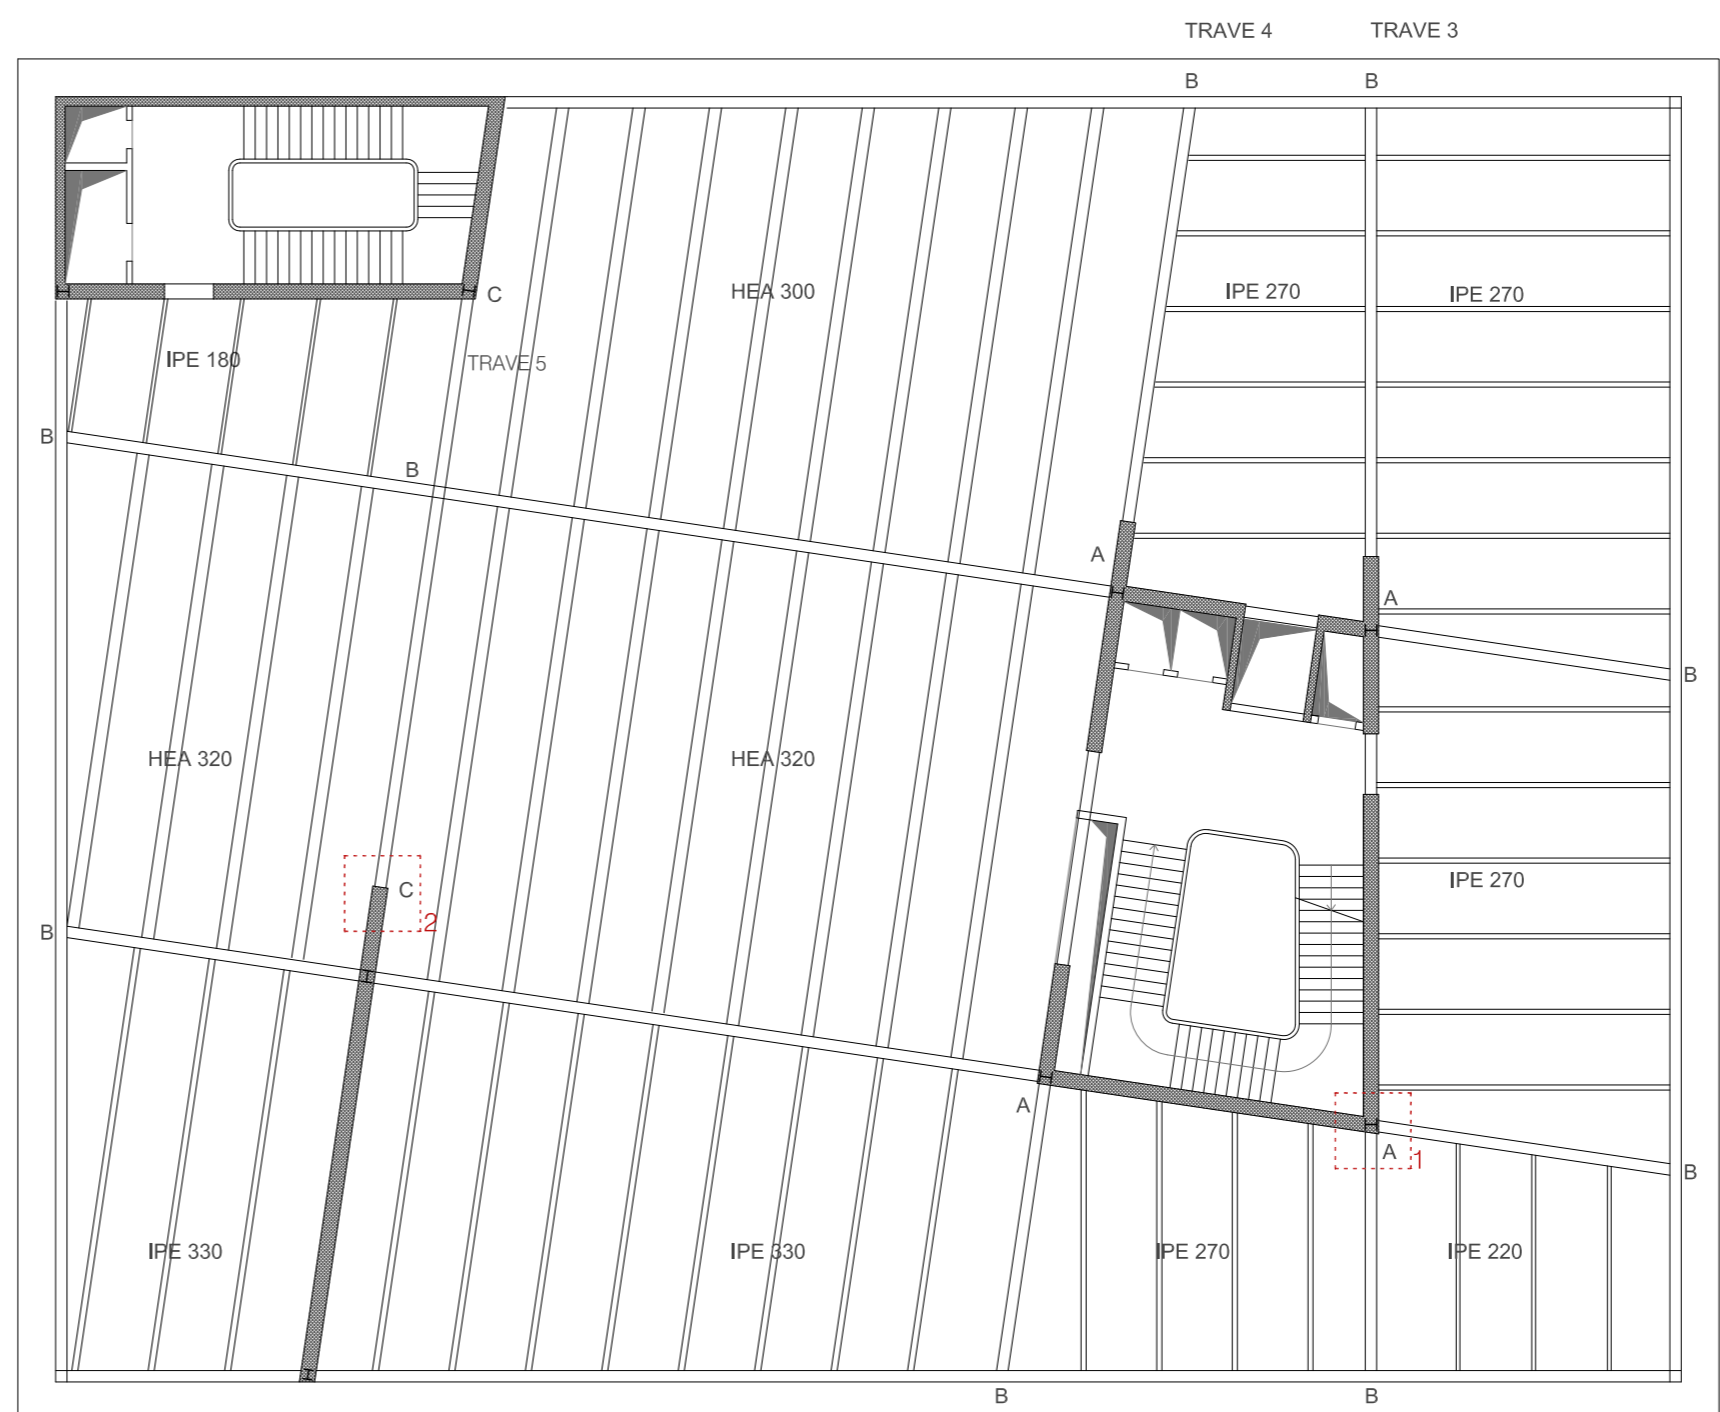 TRAVE 4 TRAVE 3
B B
HEA 300 IPE 270 IPE 270
C
IPE 180 TRAVE 5
B
B
A
A
B
HEA 320 HEA 320
C
IPE 270
2
B
A
A 1
B
IPE 330 IPE 330 IPE 270 IPE 220
B B